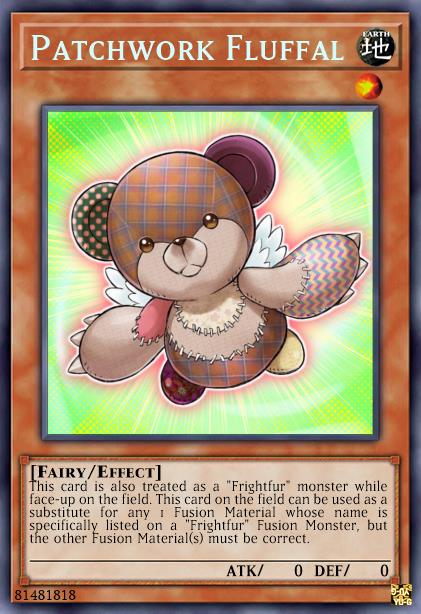 Patchwork Fluffal
EARTH
地
[Fairy/Effect]
This card is also treated as a "Frightfur" monster while
face-up on the field. This card on the field can be used as a
substitute for any 1 Fusion Material whose name is
specifically listed on a "Frightfur" Fusion Monster, but
the other Fusion Material(s) must be correct.
ATK/ 0 DEF/ 0
81481818